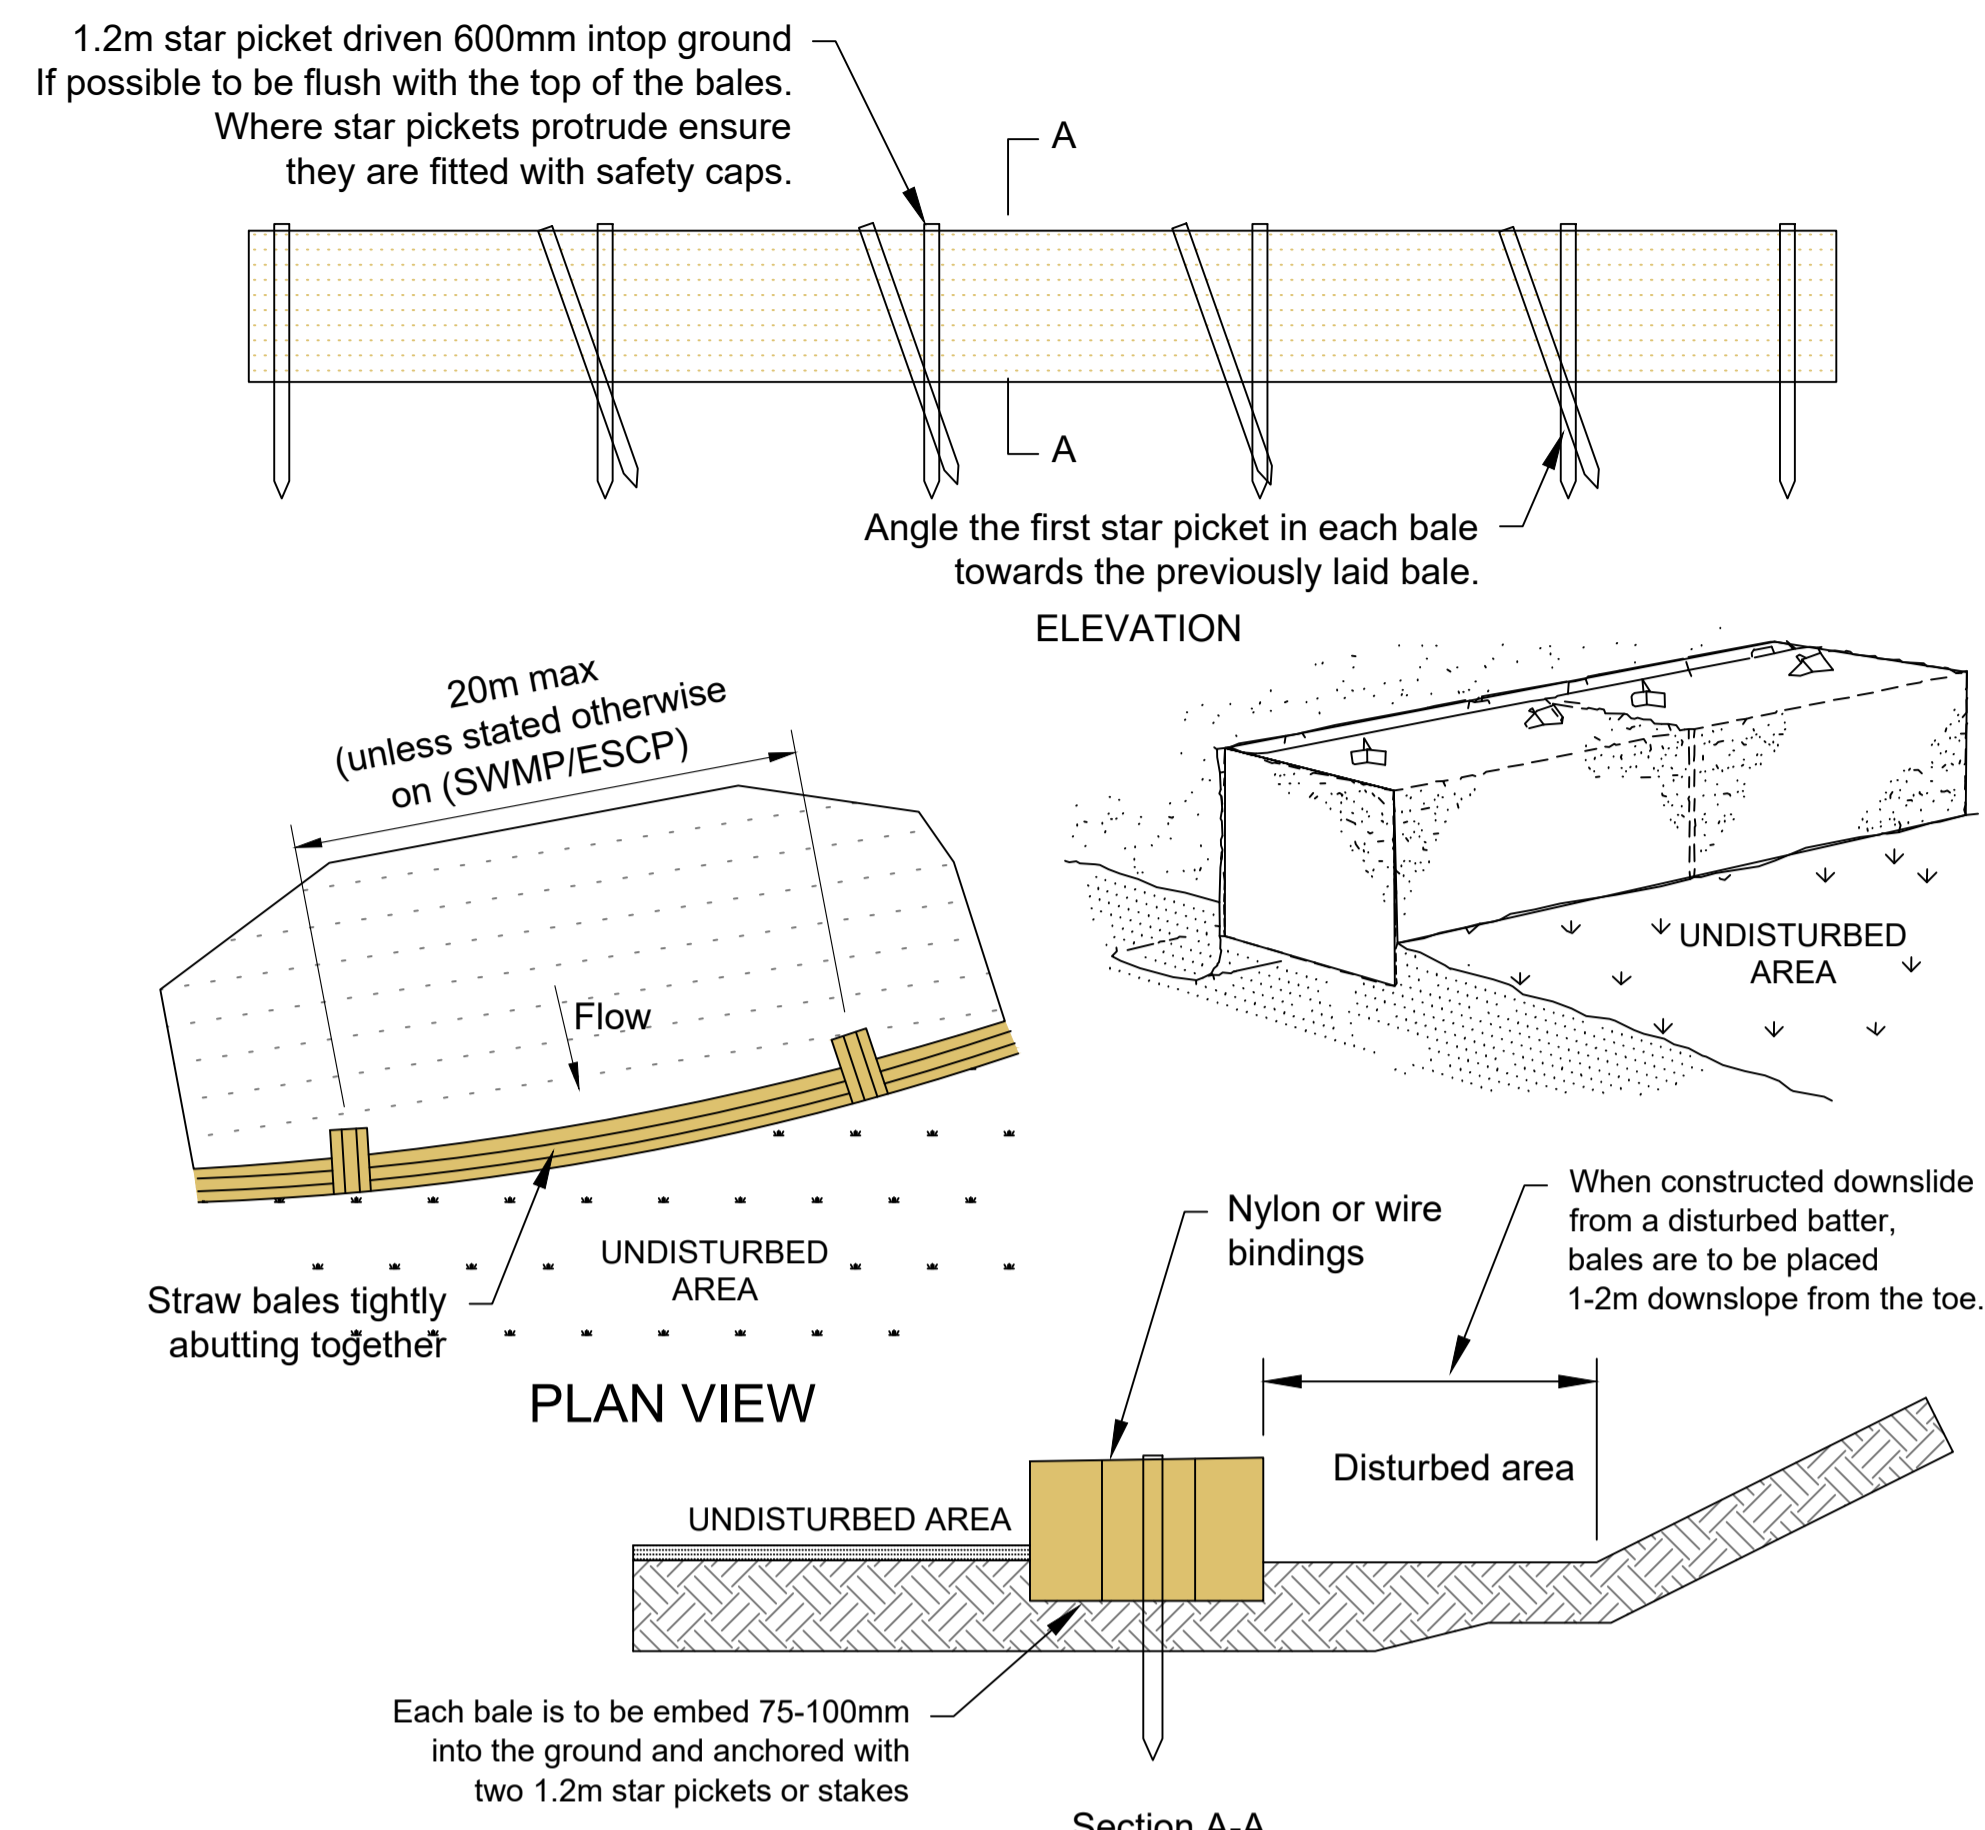 1.2m star picket driven 600mm intop ground
If possible to be flush with the top of the bales.
Where star pickets protrude ensure
they are fitted with safety caps.
A
A
Angle the first star picket in each bale
towards the previously laid bale.
ELEVATION
20m max
(unless stated otherwise
on (SWMP/ESCP)
Flow
UNDISTURBED
AREA
UNDISTURBED
AREA
Straw bales tightly
abutting together
PLAN VIEW
Nylon or wire
bindings
When constructed downslide
from a disturbed batter,
bales are to be placed
1-2m downslope from the toe.
Disturbed area
UNDISTURBED AREA
Each bale is to be embed 75-100mm
into the ground and anchored with
two 1.2m star pickets or stakes
Section A-A